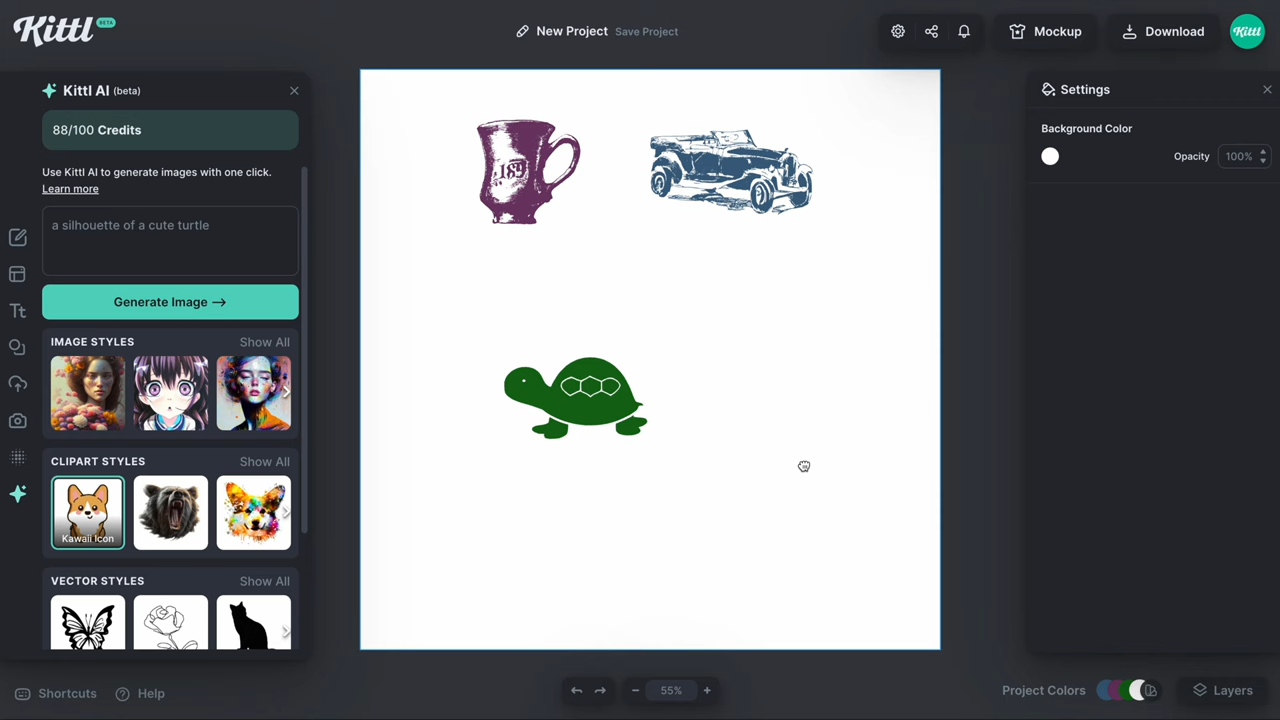 Kittl BETA
New Project Save Project
Mockup
Download
Kittl
Kittl AI (beta)
88/100 Credits
Use Kittl AI to generate images with one click.
Learn more
a silhouette of a cute turtle
Generate Image →
IMAGE STYLES Show All
CLIPART STYLES Show All
Kawaii Icon
VECTOR STYLES Show All
189
Settings
Background Color
Opacity 100%
Shortcuts
Help
− 55% +
Project Colors
Layers